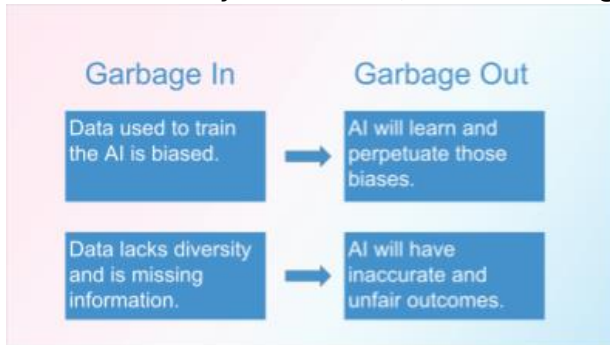 Garbage In
Garbage Out
Data used to train
the AI is biased.
AI will learn and
perpetuate those
biases.
Data lacks diversity
and is missing
information.
AI will have
inaccurate and
unfair outcomes.